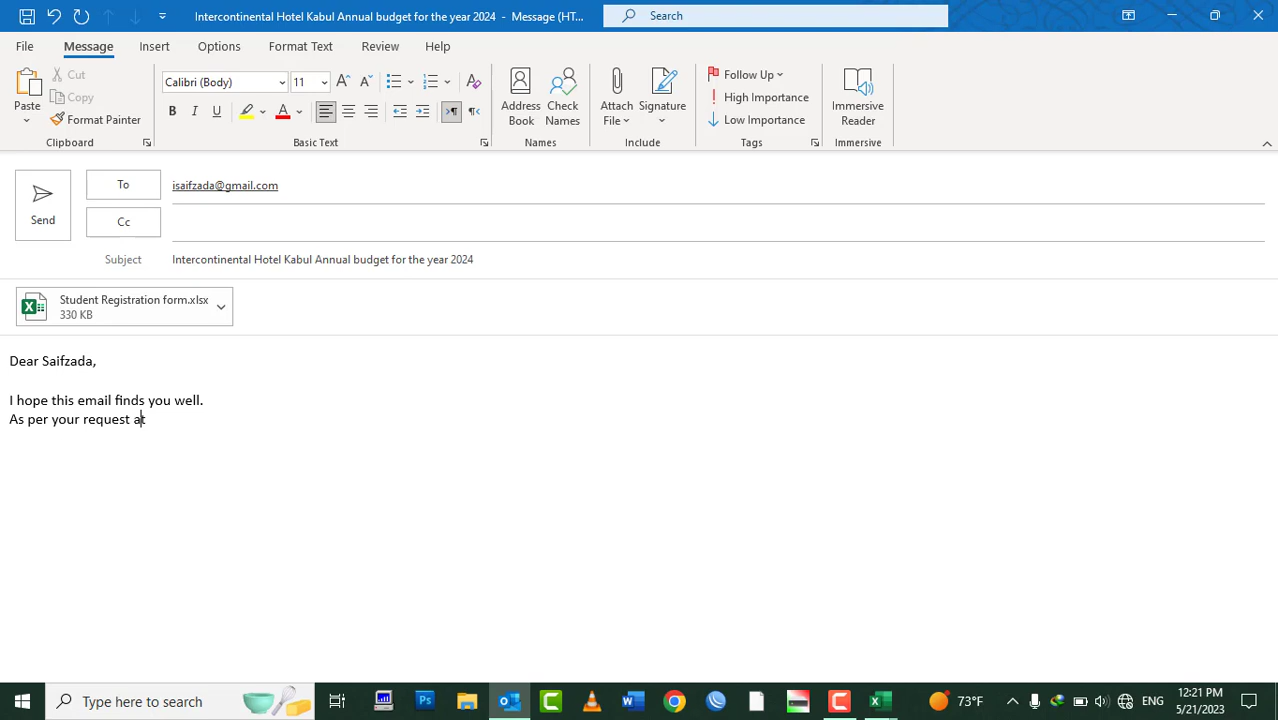 Intercontinental Hotel Kabul Annual budget for the year 2024 - Message (HT...
Search
File Message Insert Options Format Text Review Help
Paste
Cut
Copy
Format Painter
Clipboard
Calibri (Body) 11
B I U
Basic Text
Address Book
Check Names
Names
Attach File
Signature
Include
Follow Up
High Importance
Low Importance
Tags
Immersive Reader
Immersive
Send
To isaifzada@gmail.com
Cc
Subject Intercontinental Hotel Kabul Annual budget for the year 2024
Student Registration form.xlsx
330 KB
Dear Saifzada,
I hope this email finds you well.
As per your request at
Type here to search
73°F
ENG
12:21 PM
5/21/2023